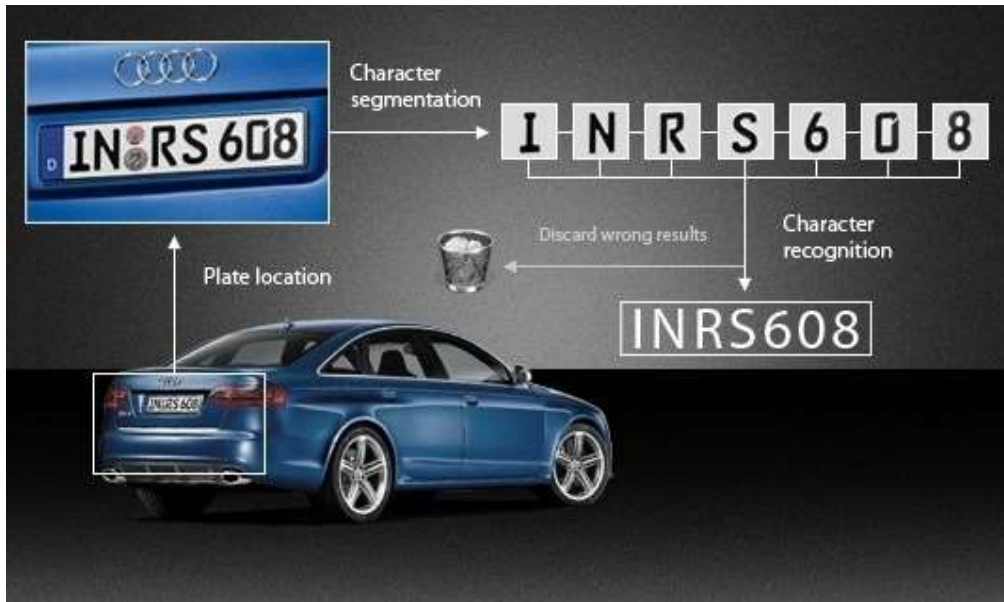 Character
segmentation
IN RS 608
D
I N R S 6 0 8
Discard wrong results
Character
recognition
Plate location
INRS608
IN RS 608